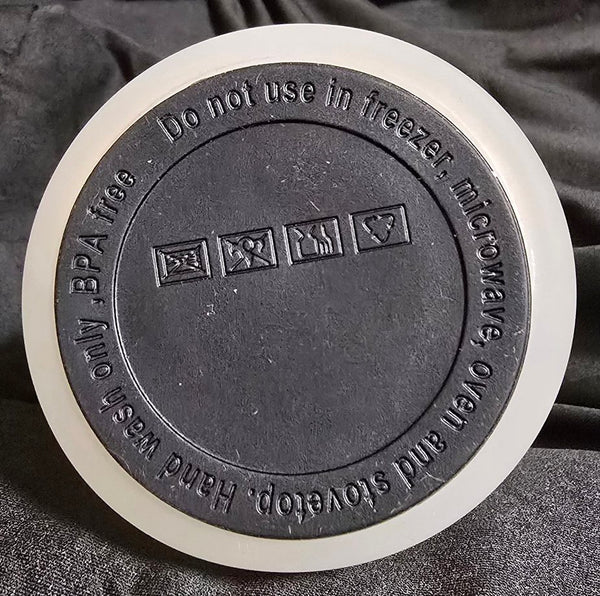 Do not use in freezer, microwave, oven and stovetop. Hand wash only .BPA free